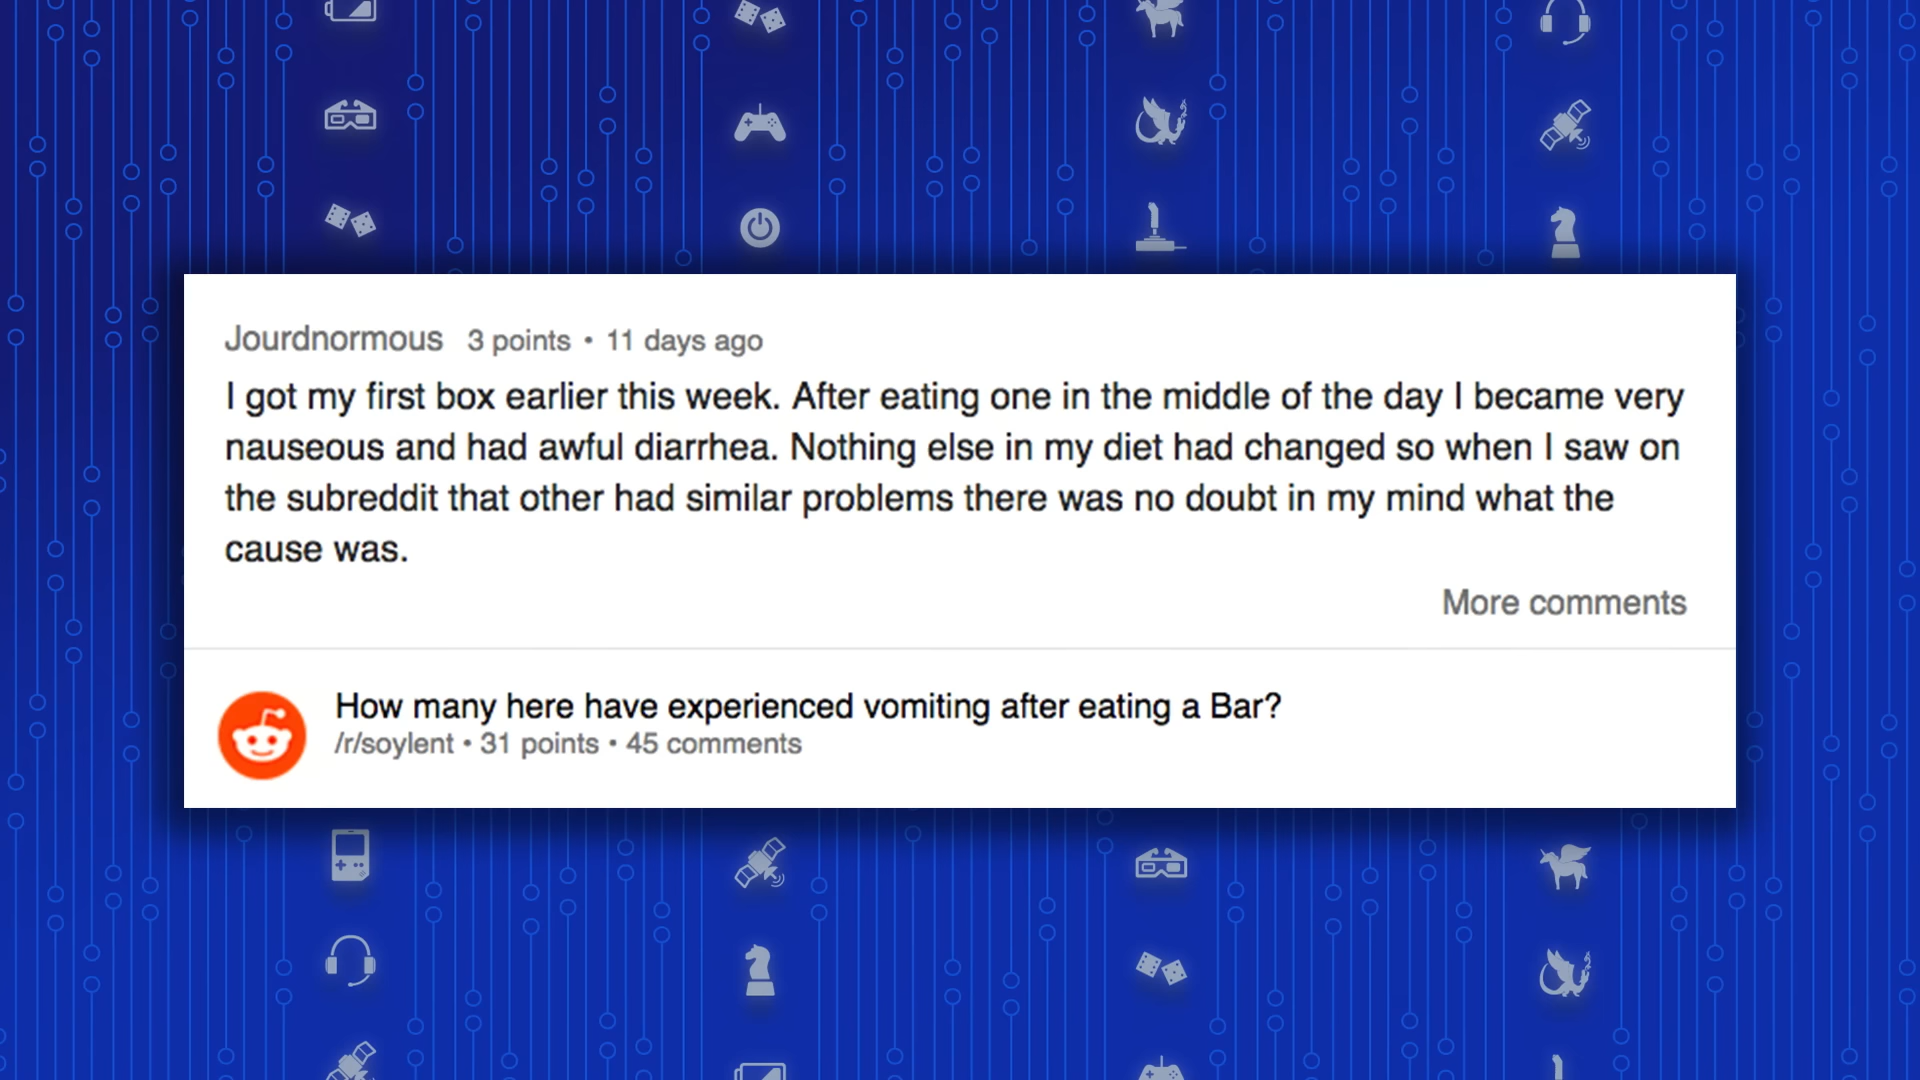 Jourdnormous 3 points • 11 days ago
I got my first box earlier this week. After eating one in the middle of the day I became very
nauseous and had awful diarrhea. Nothing else in my diet had changed so when I saw on
the subreddit that other had similar problems there was no doubt in my mind what the
cause was.
More comments
How many here have experienced vomiting after eating a Bar?
/r/soylent • 31 points • 45 comments